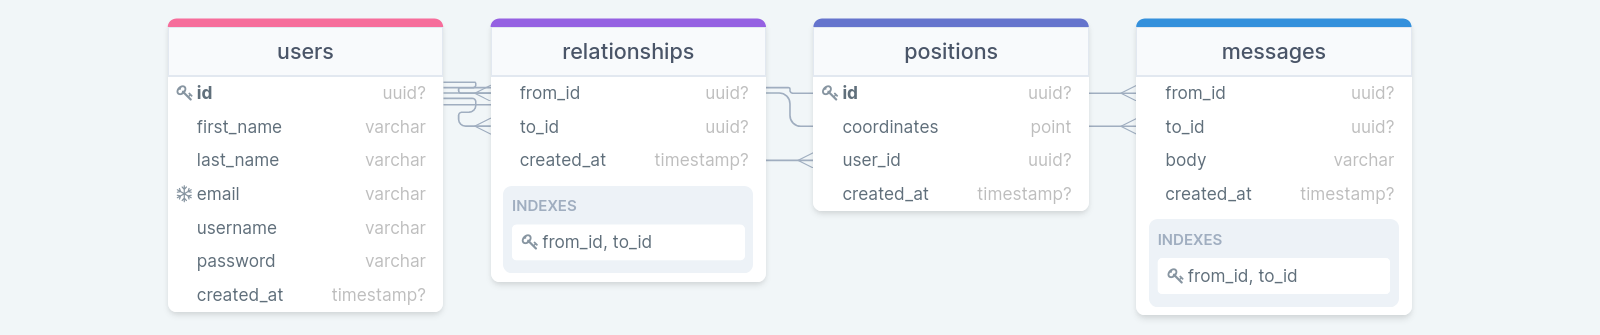 users
id uuid?
first_name varchar
last_name varchar
email varchar
username varchar
password varchar
created_at timestamp?
relationships
from_id uuid?
to_id uuid?
created_at timestamp?
INDEXES
from_id, to_id
positions
id uuid?
coordinates point
user_id uuid?
created_at timestamp?
messages
from_id uuid?
to_id uuid?
body varchar
created_at timestamp?
INDEXES
from_id, to_id